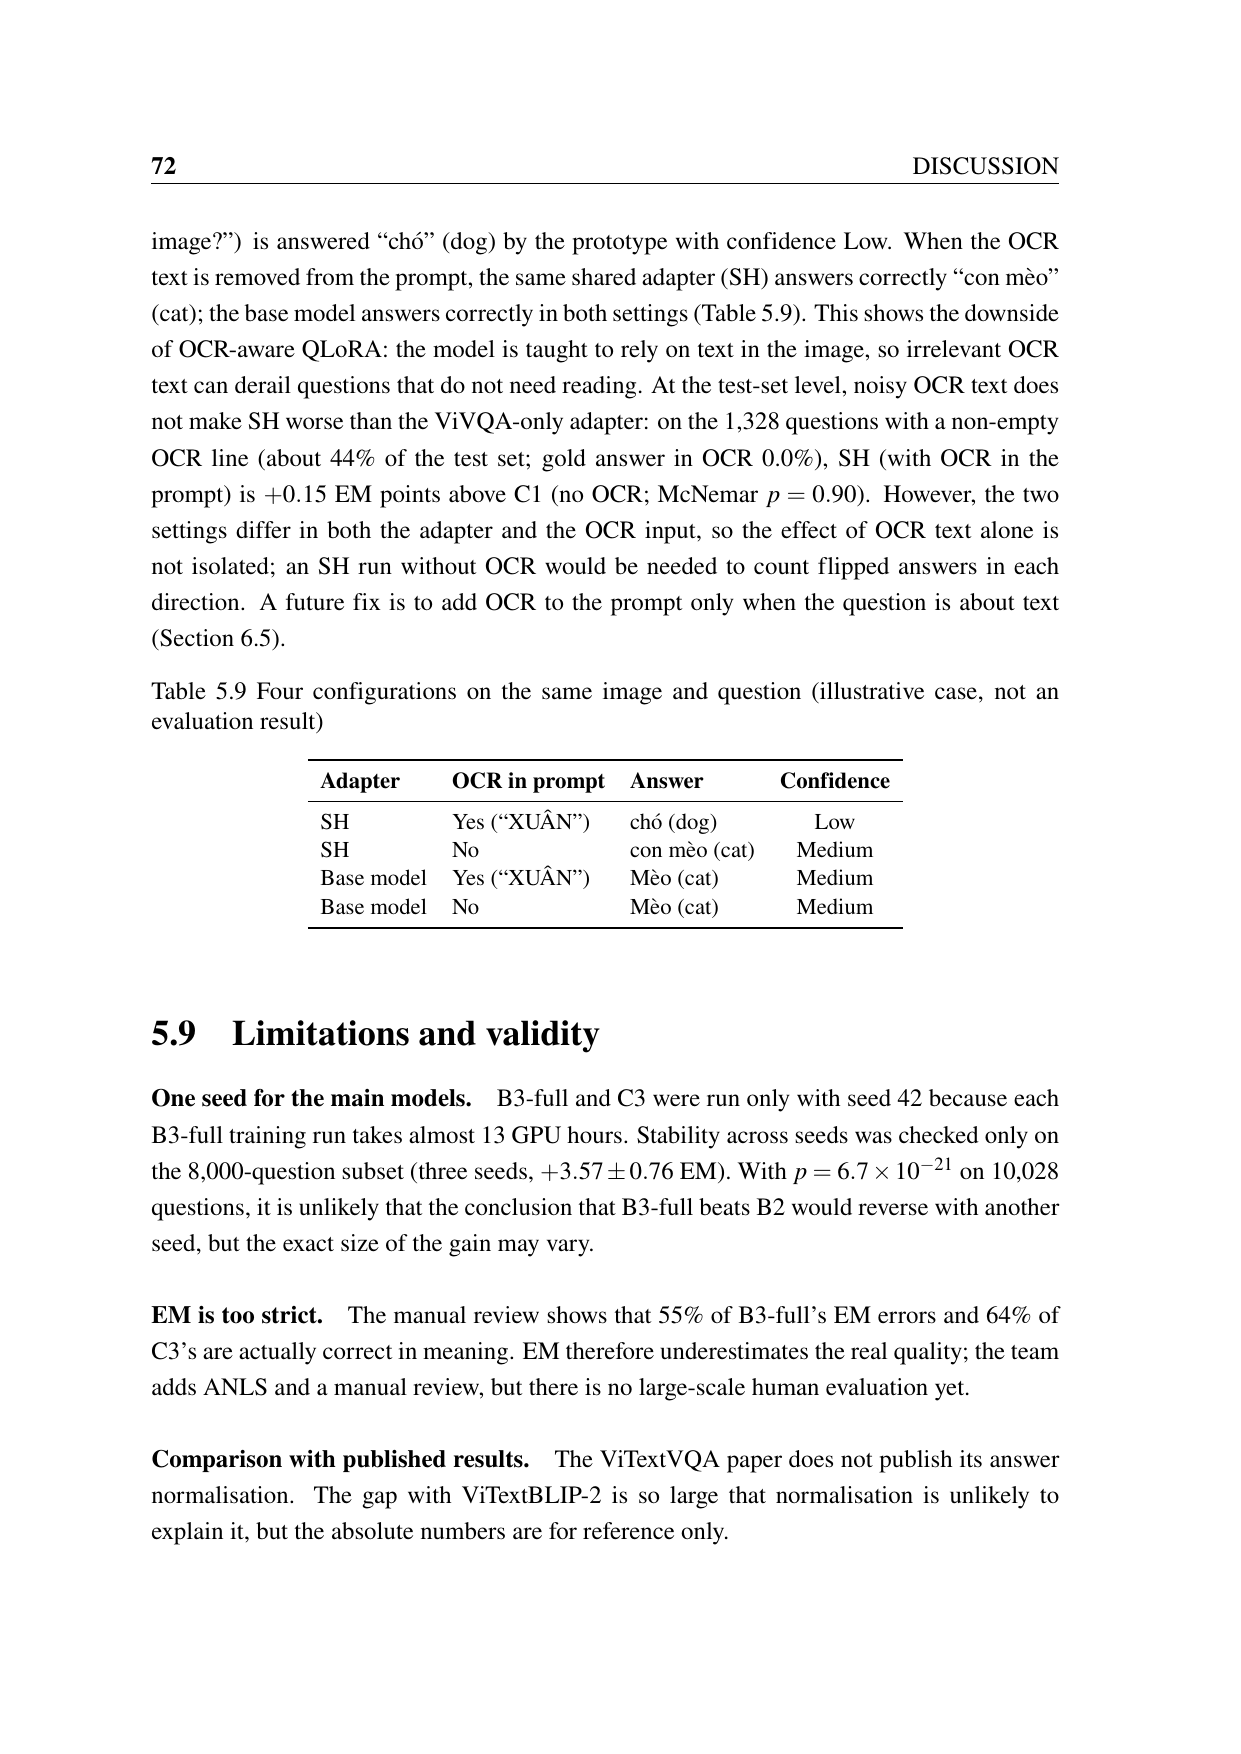 72 DISCUSSION
image?”) is answered “chó” (dog) by the prototype with confidence Low. When the OCR
text is removed from the prompt, the same shared adapter (SH) answers correctly “con mèo”
(cat); the base model answers correctly in both settings (Table 5.9). This shows the downside
of OCR-aware QLoRA: the model is taught to rely on text in the image, so irrelevant OCR
text can derail questions that do not need reading. At the test-set level, noisy OCR text does
not make SH worse than the ViVQA-only adapter: on the 1,328 questions with a non-empty
OCR line (about 44% of the test set; gold answer in OCR 0.0%), SH (with OCR in the
prompt) is +0.15 EM points above C1 (no OCR; McNemar p = 0.90). However, the two
settings differ in both the adapter and the OCR input, so the effect of OCR text alone is
not isolated; an SH run without OCR would be needed to count flipped answers in each
direction. A future fix is to add OCR to the prompt only when the question is about text
(Section 6.5).
Table 5.9 Four configurations on the same image and question (illustrative case, not an
evaluation result)
Adapter OCR in prompt Answer Confidence
SH Yes (“XUÂN”) chó (dog) Low
SH No con mèo (cat) Medium
Base model Yes (“XUÂN”) Mèo (cat) Medium
Base model No Mèo (cat) Medium
5.9 Limitations and validity
One seed for the main models. B3-full and C3 were run only with seed 42 because each
B3-full training run takes almost 13 GPU hours. Stability across seeds was checked only on
the 8,000-question subset (three seeds, +3.57 ± 0.76 EM). With p = 6.7 × 10⁻²¹ on 10,028
questions, it is unlikely that the conclusion that B3-full beats B2 would reverse with another
seed, but the exact size of the gain may vary.
EM is too strict. The manual review shows that 55% of B3-full’s EM errors and 64% of
C3’s are actually correct in meaning. EM therefore underestimates the real quality; the team
adds ANLS and a manual review, but there is no large-scale human evaluation yet.
Comparison with published results. The ViTextVQA paper does not publish its answer
normalisation. The gap with ViTextBLIP-2 is so large that normalisation is unlikely to
explain it, but the absolute numbers are for reference only.